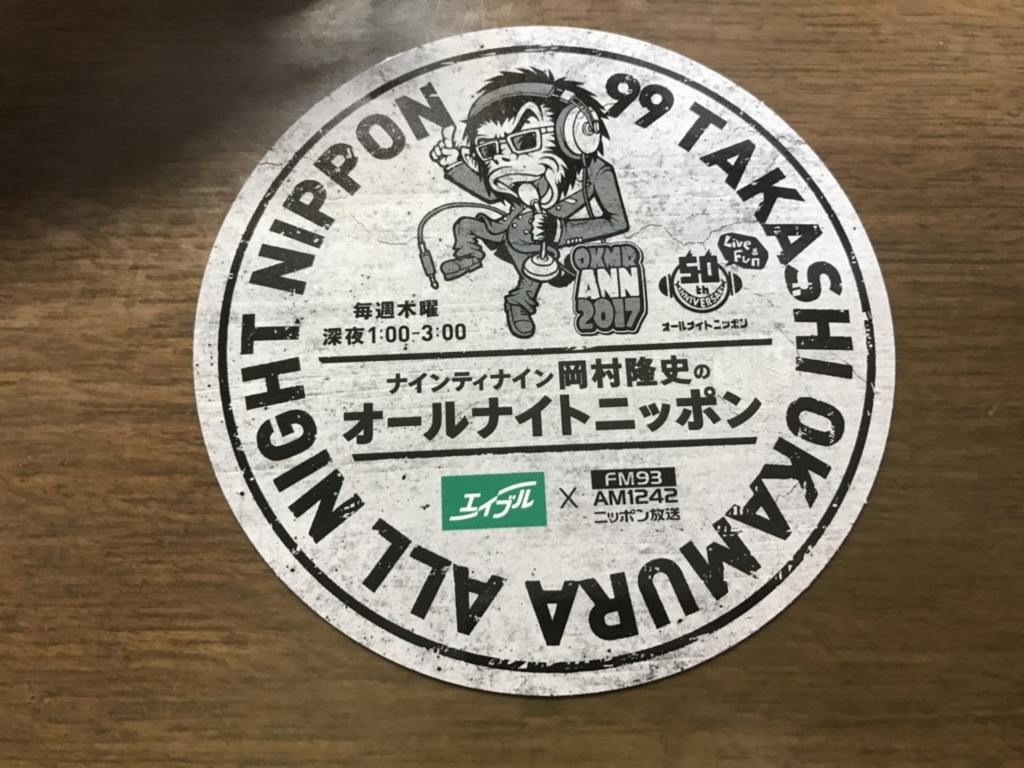 99 TAKASHI OKAMURA ALL NIGHT NIPPON
OKMR
ANN
2017
Live & Fun
50
th
ANNIVERSARY
オールナイトニッポン
毎週木曜
深夜1:00-3:00
ナインティナイン岡村隆史の
オールナイトニッポン
エイブル × FM93
AM1242
ニッポン放送